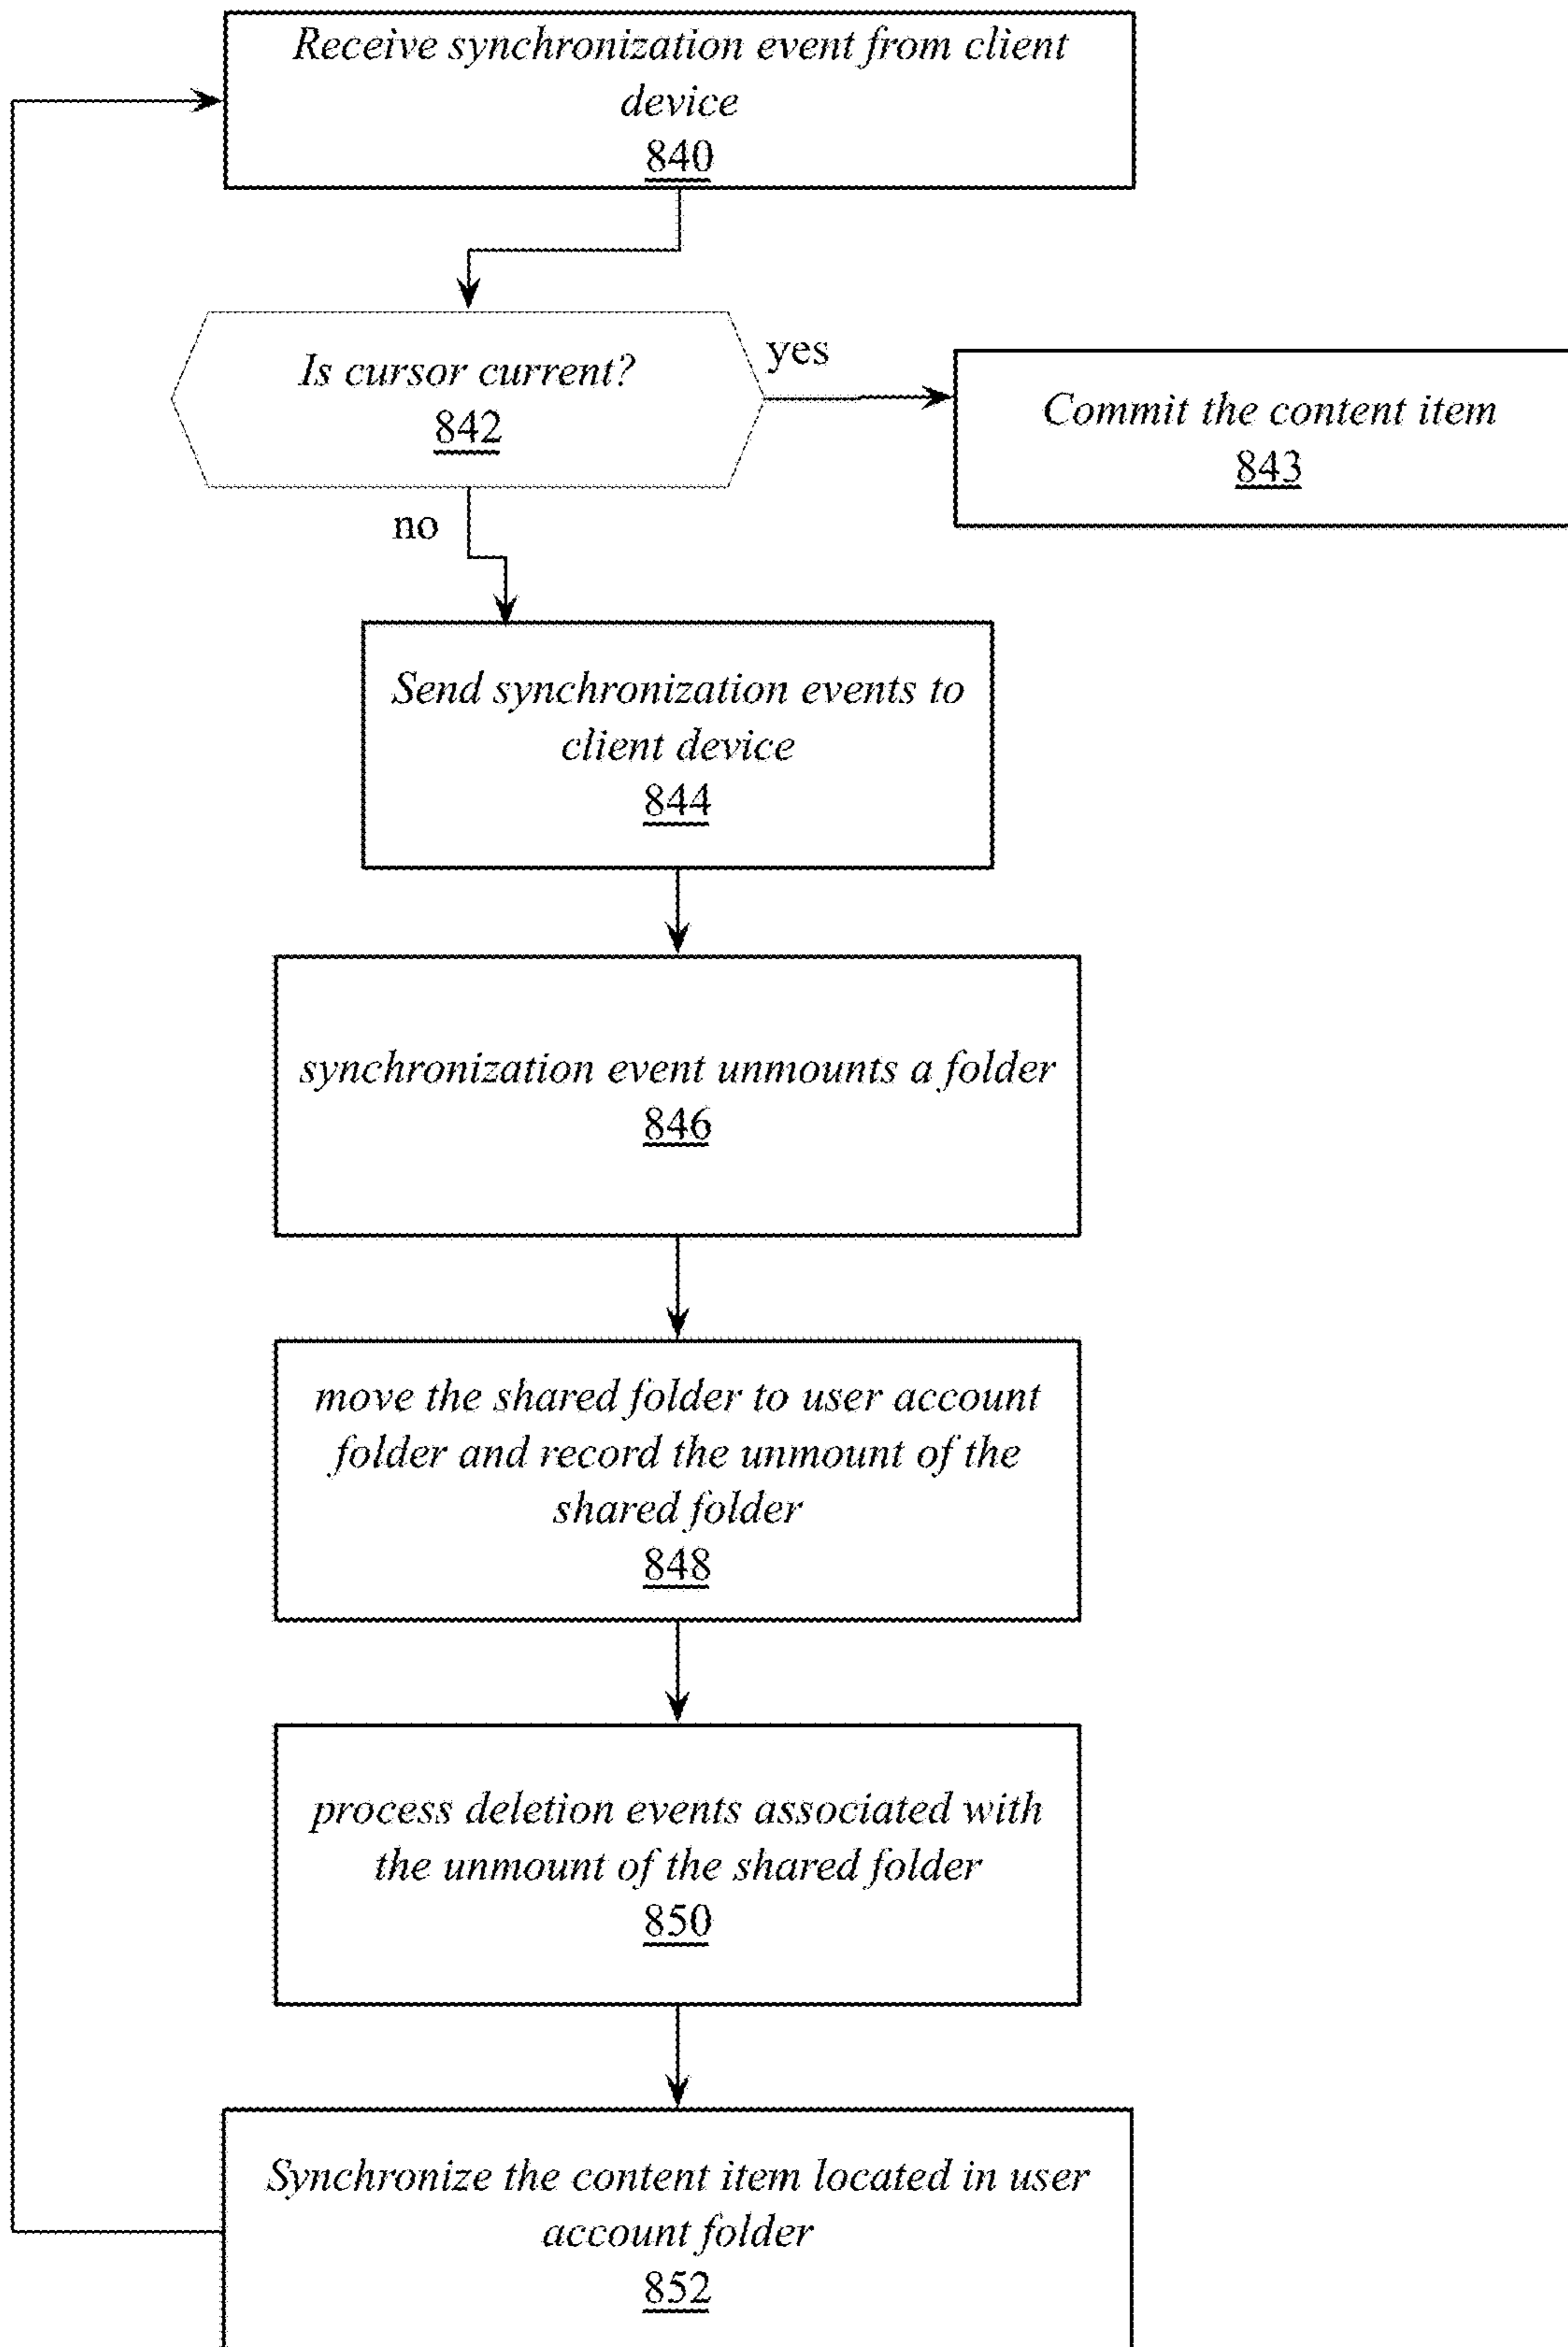 Receive synchronization event from client
device
840
Is cursor current?
842
yes
Commit the content item
843
no
Send synchronization events to
client device
844
synchronization event unmounts a folder
846
move the shared folder to user account
folder and record the unmount of the
shared folder
848
process deletion events associated with
the unmount of the shared folder
850
Synchronize the content item located in user
account folder
852